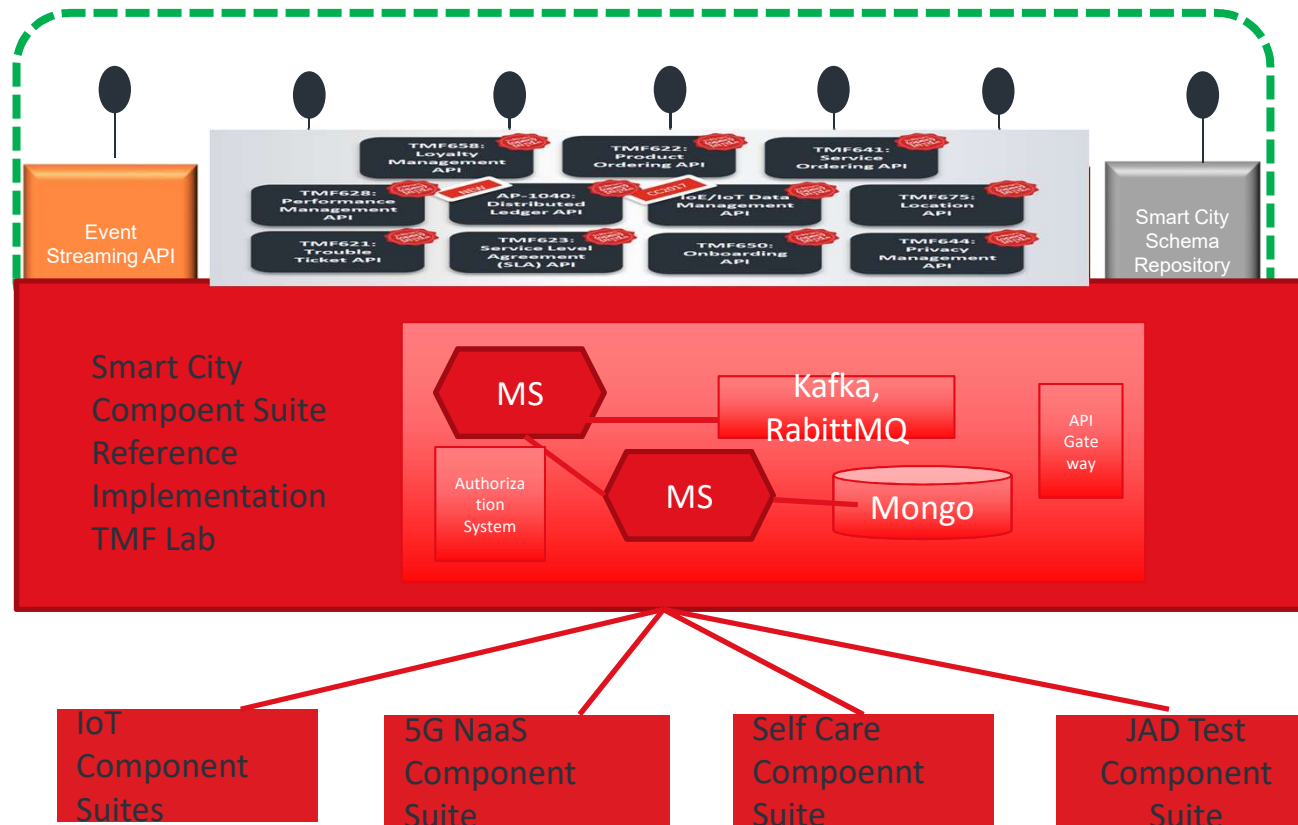 TMF658:
Loyalty
Management
API
TMF622:
Product
Ordering API
TMF641:
Service
Ordering API
TMF628:
Performance
Management
API
NEW
AP-1040:
Distributed
Ledger API
CC2017
IoE/IoT Data
Management
API
TMF675:
Location
API
TMF621:
Trouble
Ticket API
TMF623:
Service Level
Agreement
(SLA) API
TMF650:
Onboarding
API
TMF644:
Privacy
Management
API
Event
Streaming API
Smart City
Schema
Repository
Smart City
Compoent Suite
Reference
Implementation
TMF Lab
MS
Kafka,
RabittMQ
API
Gate
way
Authoriza
tion
System
MS
Mongo
IoT
Component
Suites
5G NaaS
Component
Suite
Self Care
Compoennt
Suite
JAD Test
Component
Suite